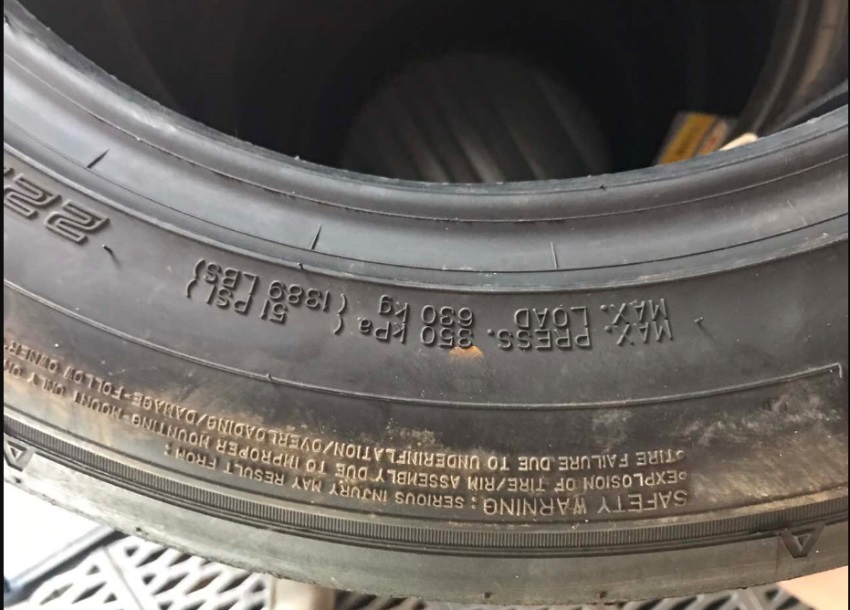 SAFETY WARNING: SERIOUS INJURY MAY RESULT FROM:
•EXPLOSION OF TIRE/RIM ASSEMBLY DUE TO IMPROPER MOUNTING-MOUNT ONLY ON
•TIRE FAILURE DUE TO UNDERINFLATION/OVERLOADING/DAMAGE-FOLLOW OWNER'
MAX. PRESS. 350 kPa (51 PSI)
MAX. LOAD 630 kg (1389 LBS)